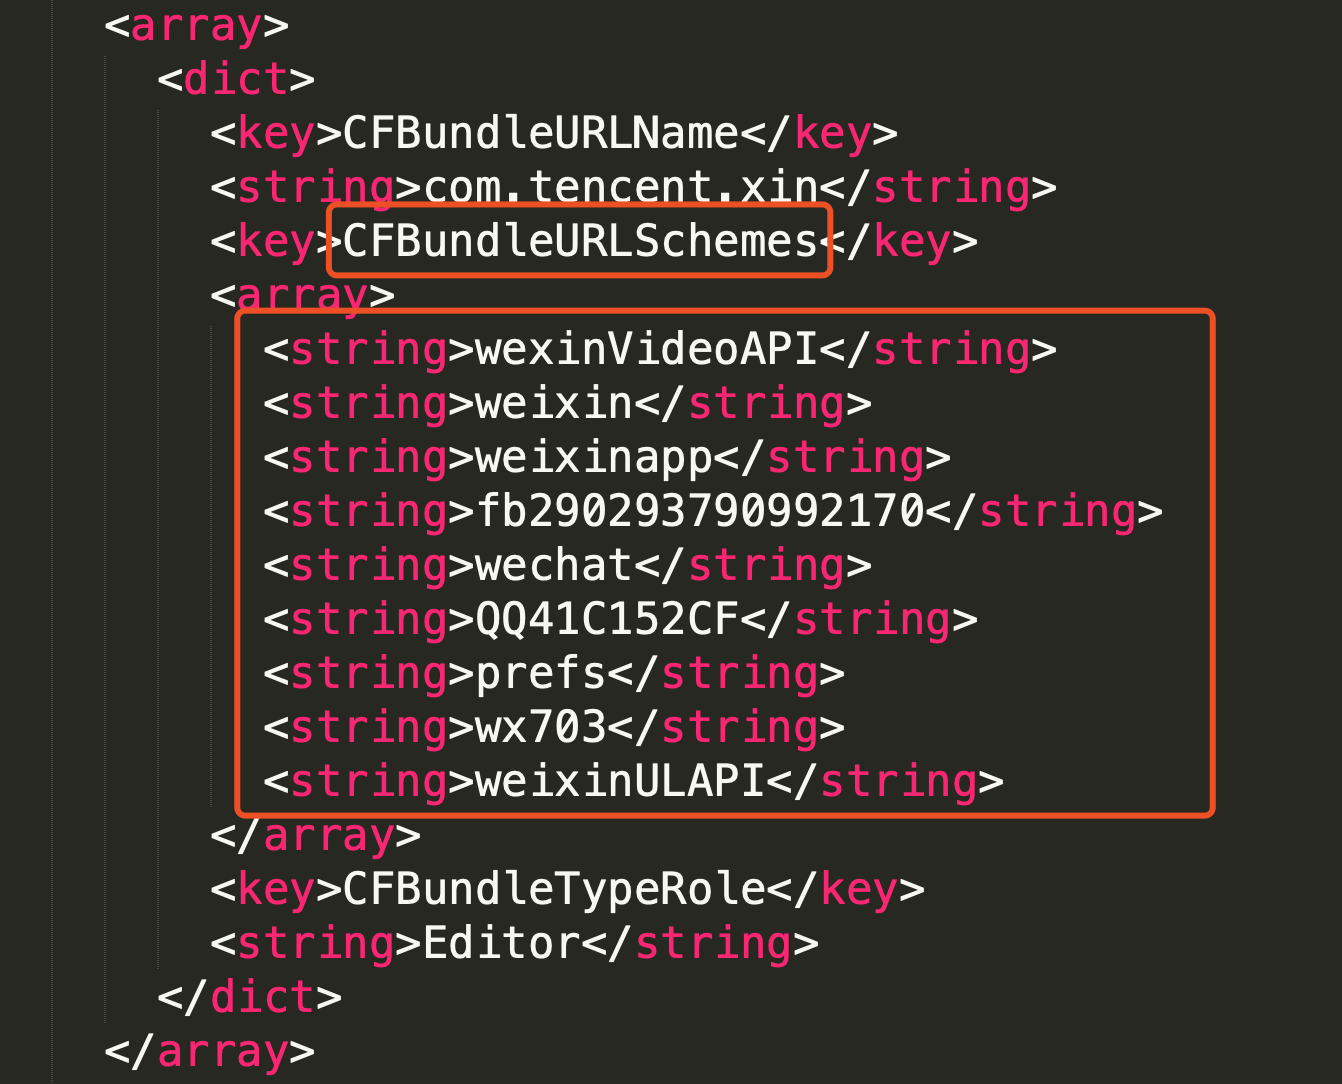 <array>
<dict>
<key>CFBundleURLName</key>
<string>com.tencent.xin</string>
<key>CFBundleURLSchemes</key>
<array>
<string>wexinVideoAPI</string>
<string>weixin</string>
<string>weixinapp</string>
<string>fb290293790992170</string>
<string>wechat</string>
<string>QQ41C152CF</string>
<string>prefs</string>
<string>wx703</string>
<string>weixinULAPI</string>
</array>
<key>CFBundleTypeRole</key>
<string>Editor</string>
</dict>
</array>